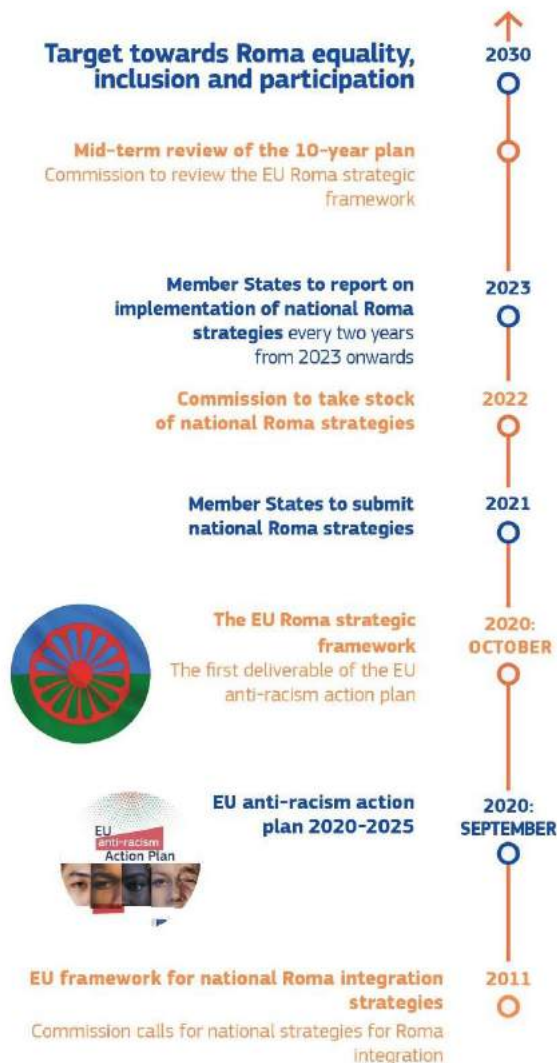 Target towards Roma equality,
inclusion and participation
2030
Mid-term review of the 10-year plan
Commission to review the EU Roma strategic
framework
Member States to report on
implementation of national Roma
strategies every two years
from 2023 onwards
2023
Commission to take stock
of national Roma strategies
2022
Member States to submit
national Roma strategies
2021
The EU Roma strategic
framework
The first deliverable of the EU
anti-racism action plan
2020:
OCTOBER
EU anti-racism action
plan 2020-2025
2020:
SEPTEMBER
EU
anti-racism
Action Plan
EU framework for national Roma integration
strategies
Commission calls for national strategies for Roma
integration
2011